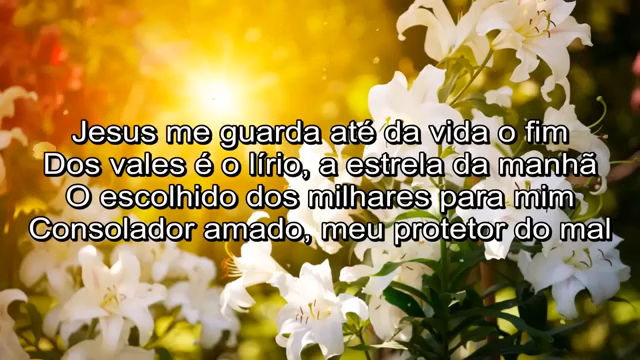 Jesus me guarda até da vida o fim
Dos vales é o lírio, a estrela da manhã
O escolhido dos milhares para mim
Consolador amado, meu protetor do mal